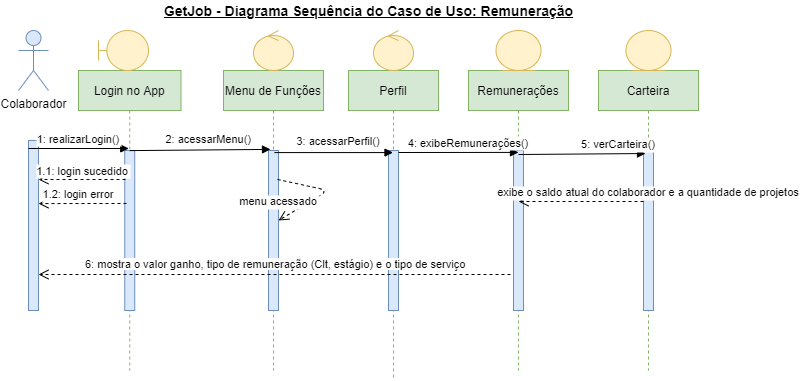 GetJob - Diagrama Sequência do Caso de Uso: Remuneração
Colaborador
Login no App
Menu de Funções
Perfil
Remunerações
Carteira
1: realizarLogin()
2: acessarMenu()
3: acessarPerfil()
4: exibeRemunerações()
5: verCarteira()
1.1: login sucedido
1.2: login error
menu acessado
exibe o saldo atual do colaborador e a quantidade de projetos
6: mostra o valor ganho, tipo de remuneração (Clt, estágio) e o tipo de serviço